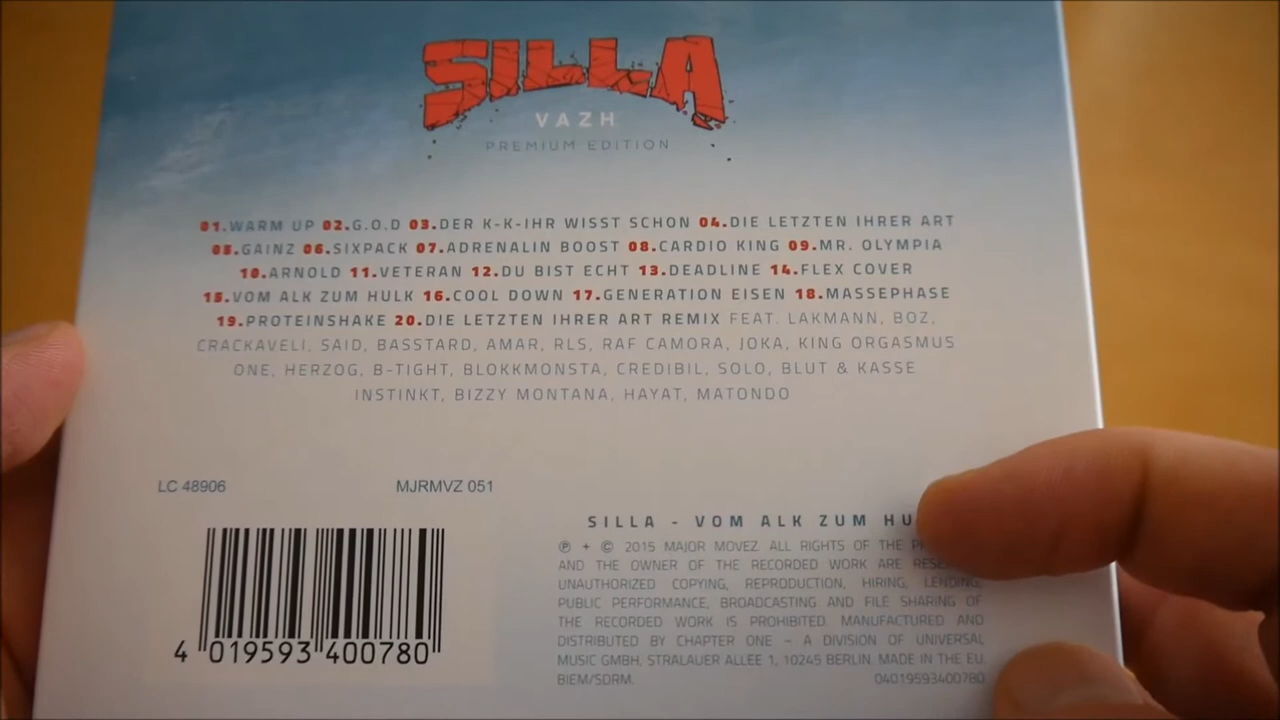 SILLA
VAZH
PREMIUM EDITION
01.WARM UP 02.G.O.D 03.DER K-K-IHR WISST SCHON 04.DIE LETZTEN IHRER ART
05.GAINZ 06.SIXPACK 07.ADRENALIN BOOST 08.CARDIO KING 09.MR. OLYMPIA
10.ARNOLD 11.VETERAN 12.DU BIST ECHT 13.DEADLINE 14.FLEX COVER
15.VOM ALK ZUM HULK 16.COOL DOWN 17.GENERATION EISEN 18.MASSEPHASE
19.PROTEINSHAKE 20.DIE LETZTEN IHRER ART REMIX FEAT. LAKMANN, BOZ,
CRACKAVELI, SAID, BASSTARD, AMAR, RLS, RAF CAMORA, JOKA, KING ORGASMUS
ONE, HERZOG, B-TIGHT, BLOKKMONSTA, CREDIBIL, SOLO, BLUT & KASSE
INSTINKT, BIZZY MONTANA, HAYAT, MATONDO
LC 48906 MJRMVZ 051
4 019593 400780
SILLA - VOM ALK ZUM
℗ + © 2015 MAJOR MOVEZ. ALL RIGHTS OF THE
AND THE OWNER OF THE RECORDED WORK ARE
UNAUTHORIZED COPYING, REPRODUCTION, HIRING, LENDING,
PUBLIC PERFORMANCE, BROADCASTING AND FILE SHARING OF
THE RECORDED WORK IS PROHIBITED. MANUFACTURED AND
DISTRIBUTED BY CHAPTER ONE – A DIVISION OF UNIVERSAL
MUSIC GMBH, STRALAUER ALLEE 1, 10245 BERLIN. MADE IN THE EU.
BIEM/SDRM. 04019593400780